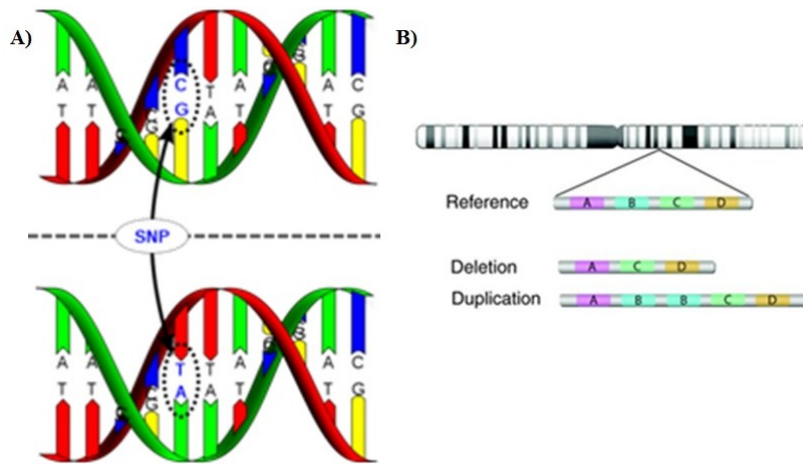 A)
A A C T A A C
T T G G A T T G
SNP
A A T T A A C
T T G A A T T G
B)
Reference
A B C D
Deletion
A C D
Duplication
A B B C D